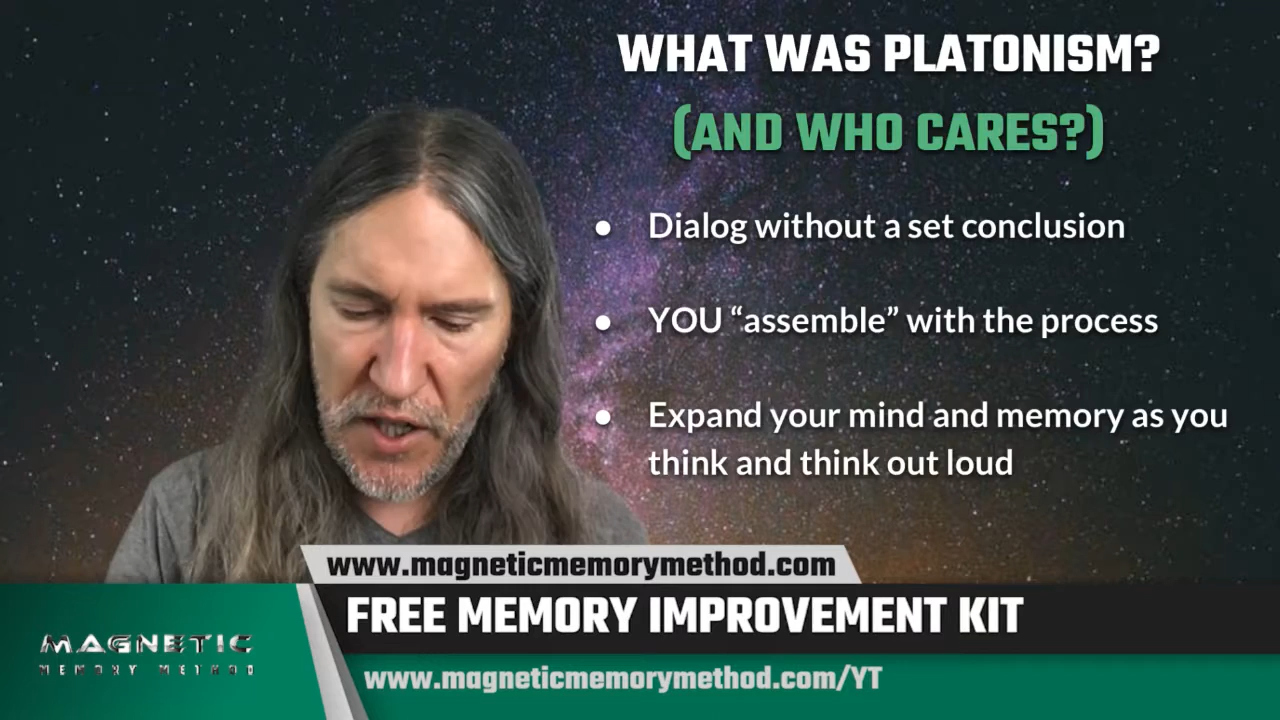 WHAT WAS PLATONISM?
(AND WHO CARES?)
● Dialog without a set conclusion
● YOU “assemble” with the process
● Expand your mind and memory as you
think and think out loud
www.magneticmemorymethod.com
FREE MEMORY IMPROVEMENT KIT
MAGNETIC
MEMORY METHOD
www.magneticmemorymethod.com/YT